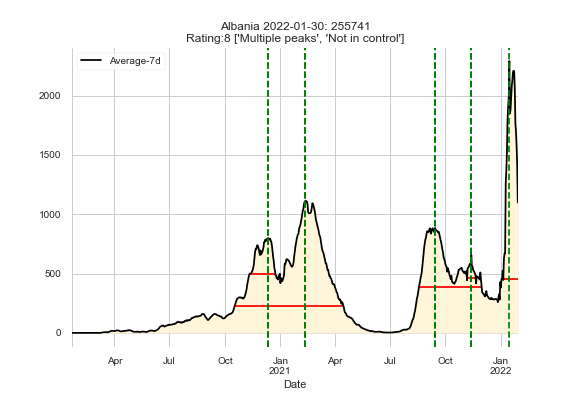 Albania 2022-01-30: 255741
Rating:8 ['Multiple peaks', 'Not in control']
Average-7d
2000
1500
1000
500
0
Apr
Jul
Oct
Jan
2021
Apr
Jul
Oct
Jan
2022
Date